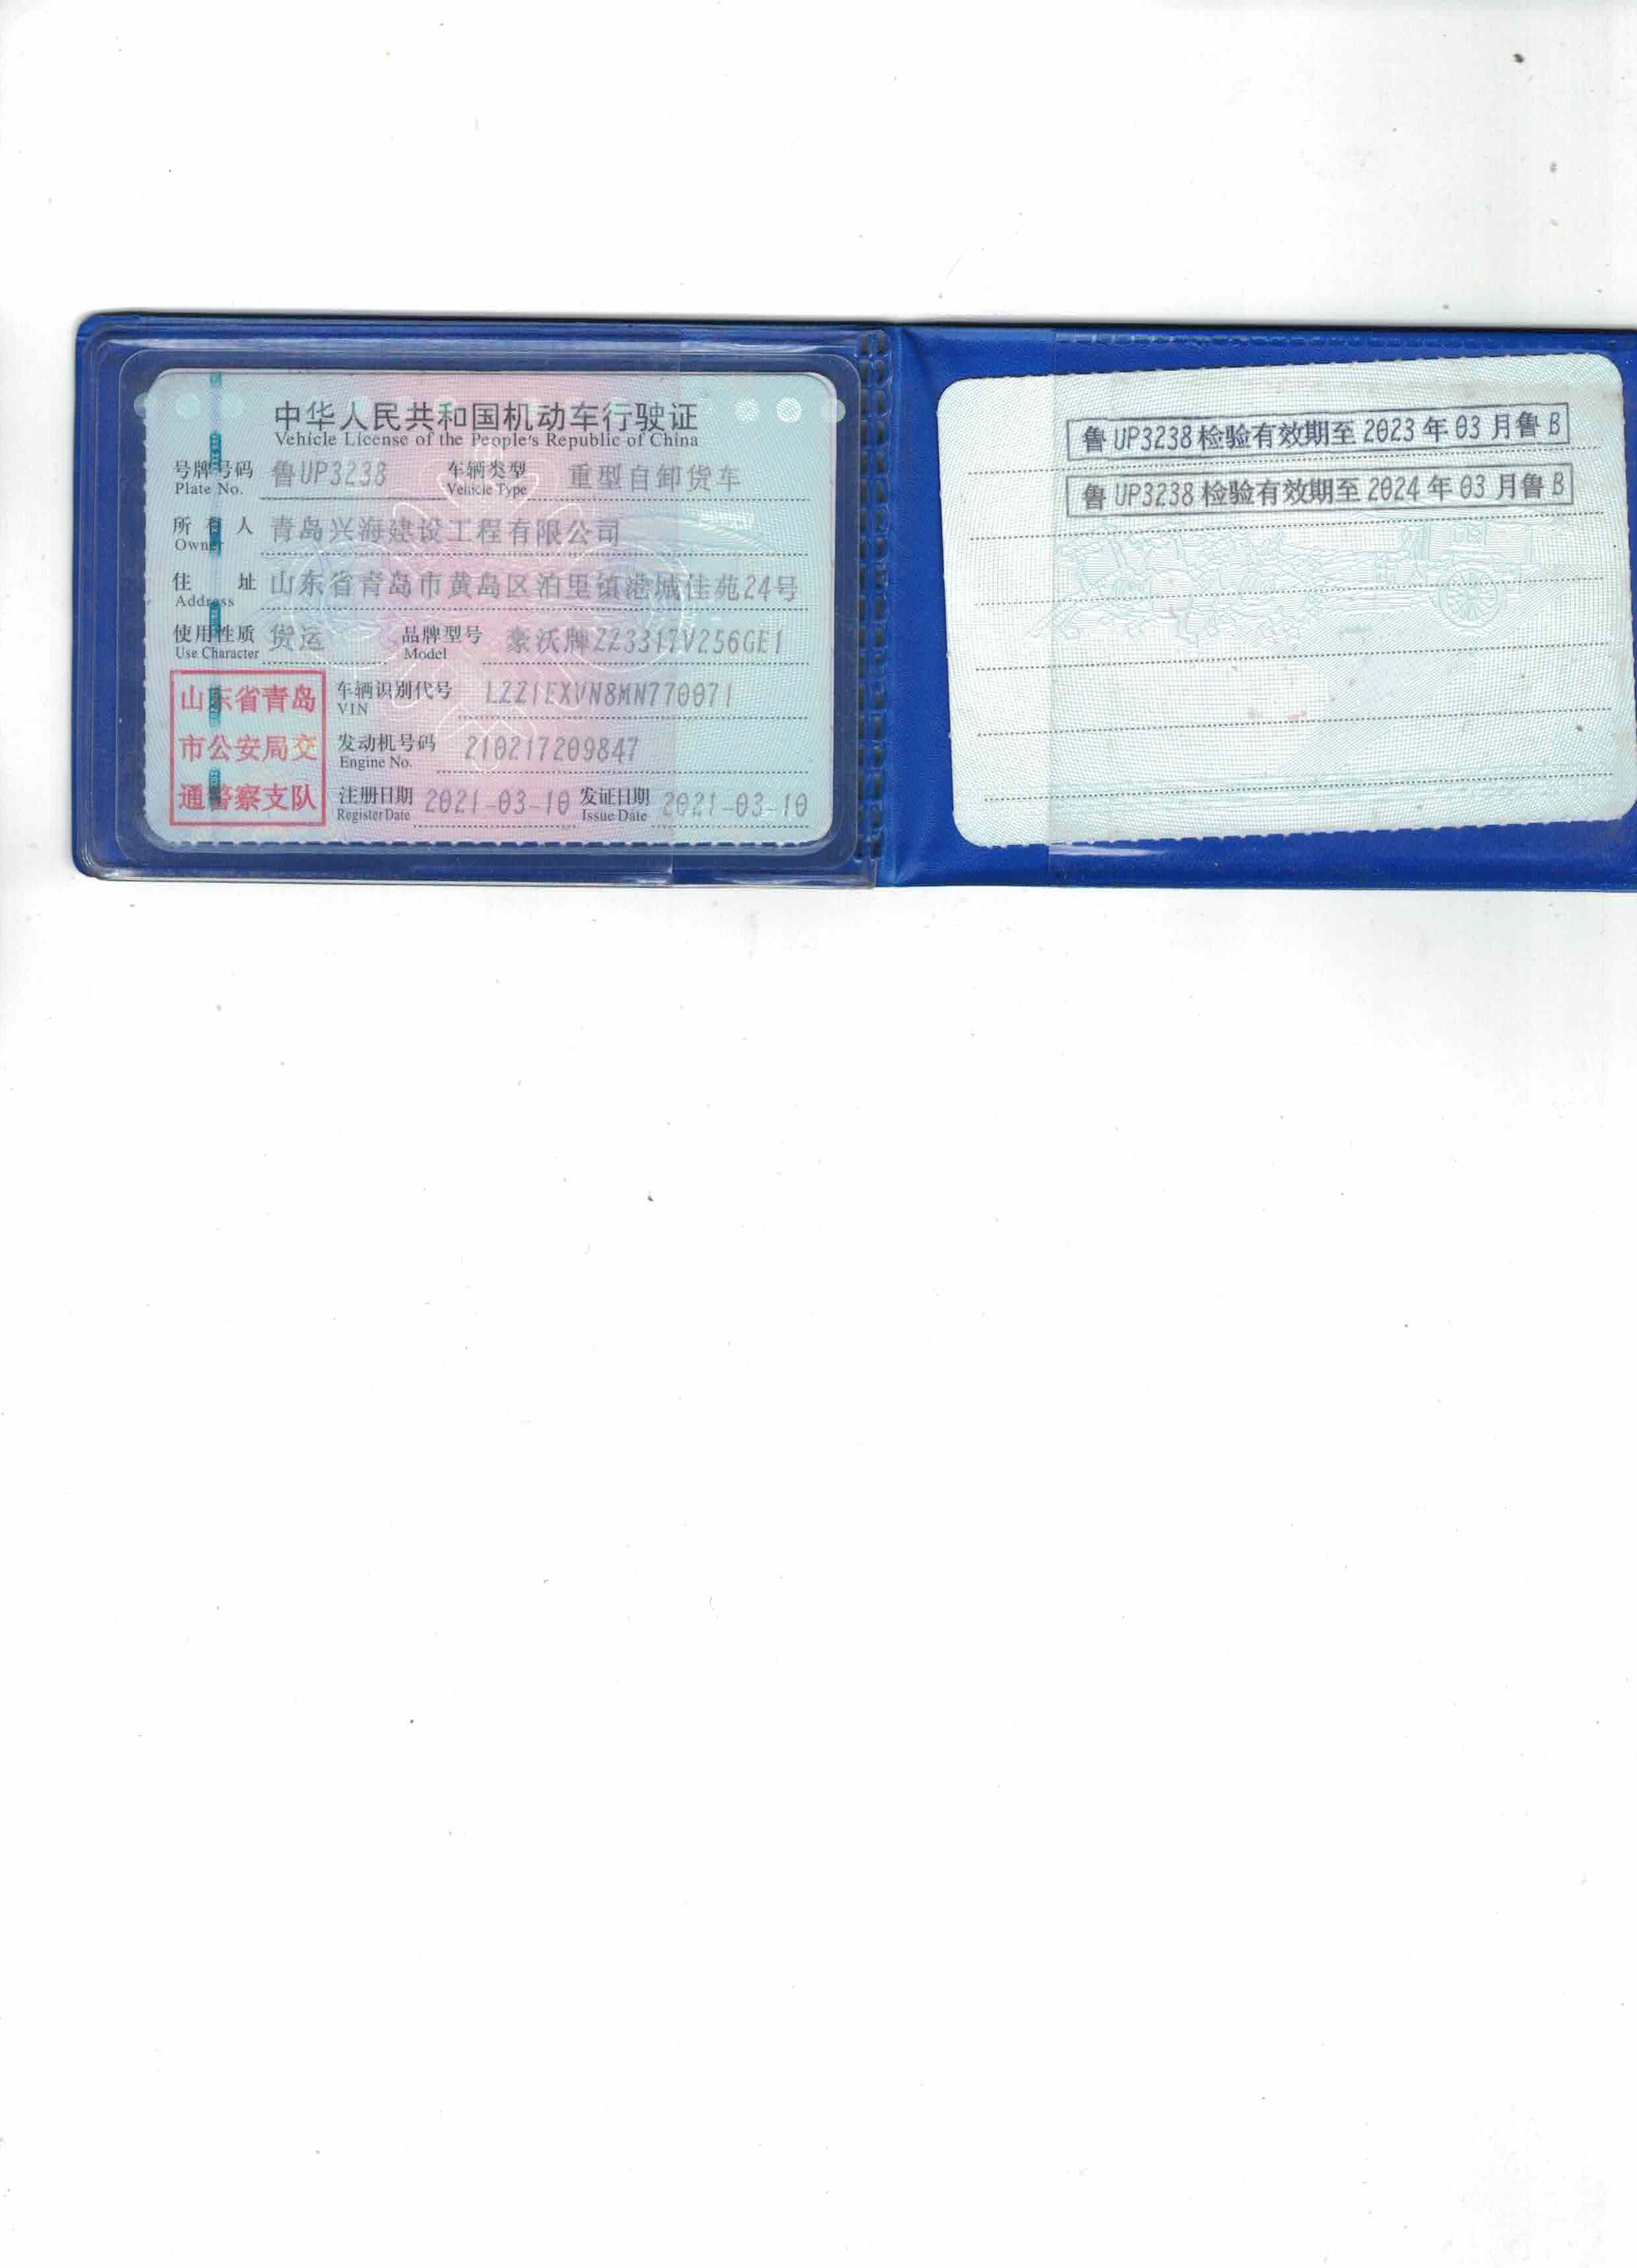 中华人民共和国机动车行驶证
Vehicle License of the People's Republic of China
号牌号码 鲁UP3238 车辆类型 重型自卸货车
Plate No. Vehicle Type
所有人 青岛兴海建设工程有限公司
Owner
住址 山东省青岛市黄岛区泊里镇港城佳苑24号
Address
使用性质 货运 品牌型号 豪沃牌ZZ3317V256GE1
Use Character Model
山东省青岛
市公安局交
通警察支队
车辆识别代号 LZZ1EXVN8MN770071
VIN
发动机号码 210217209847
Engine No.
注册日期 2021-03-10 发证日期 2021-03-10
Register Date Issue Date
鲁UP3238检验有效期至2023年03月鲁B
鲁UP3238检验有效期至2024年03月鲁B